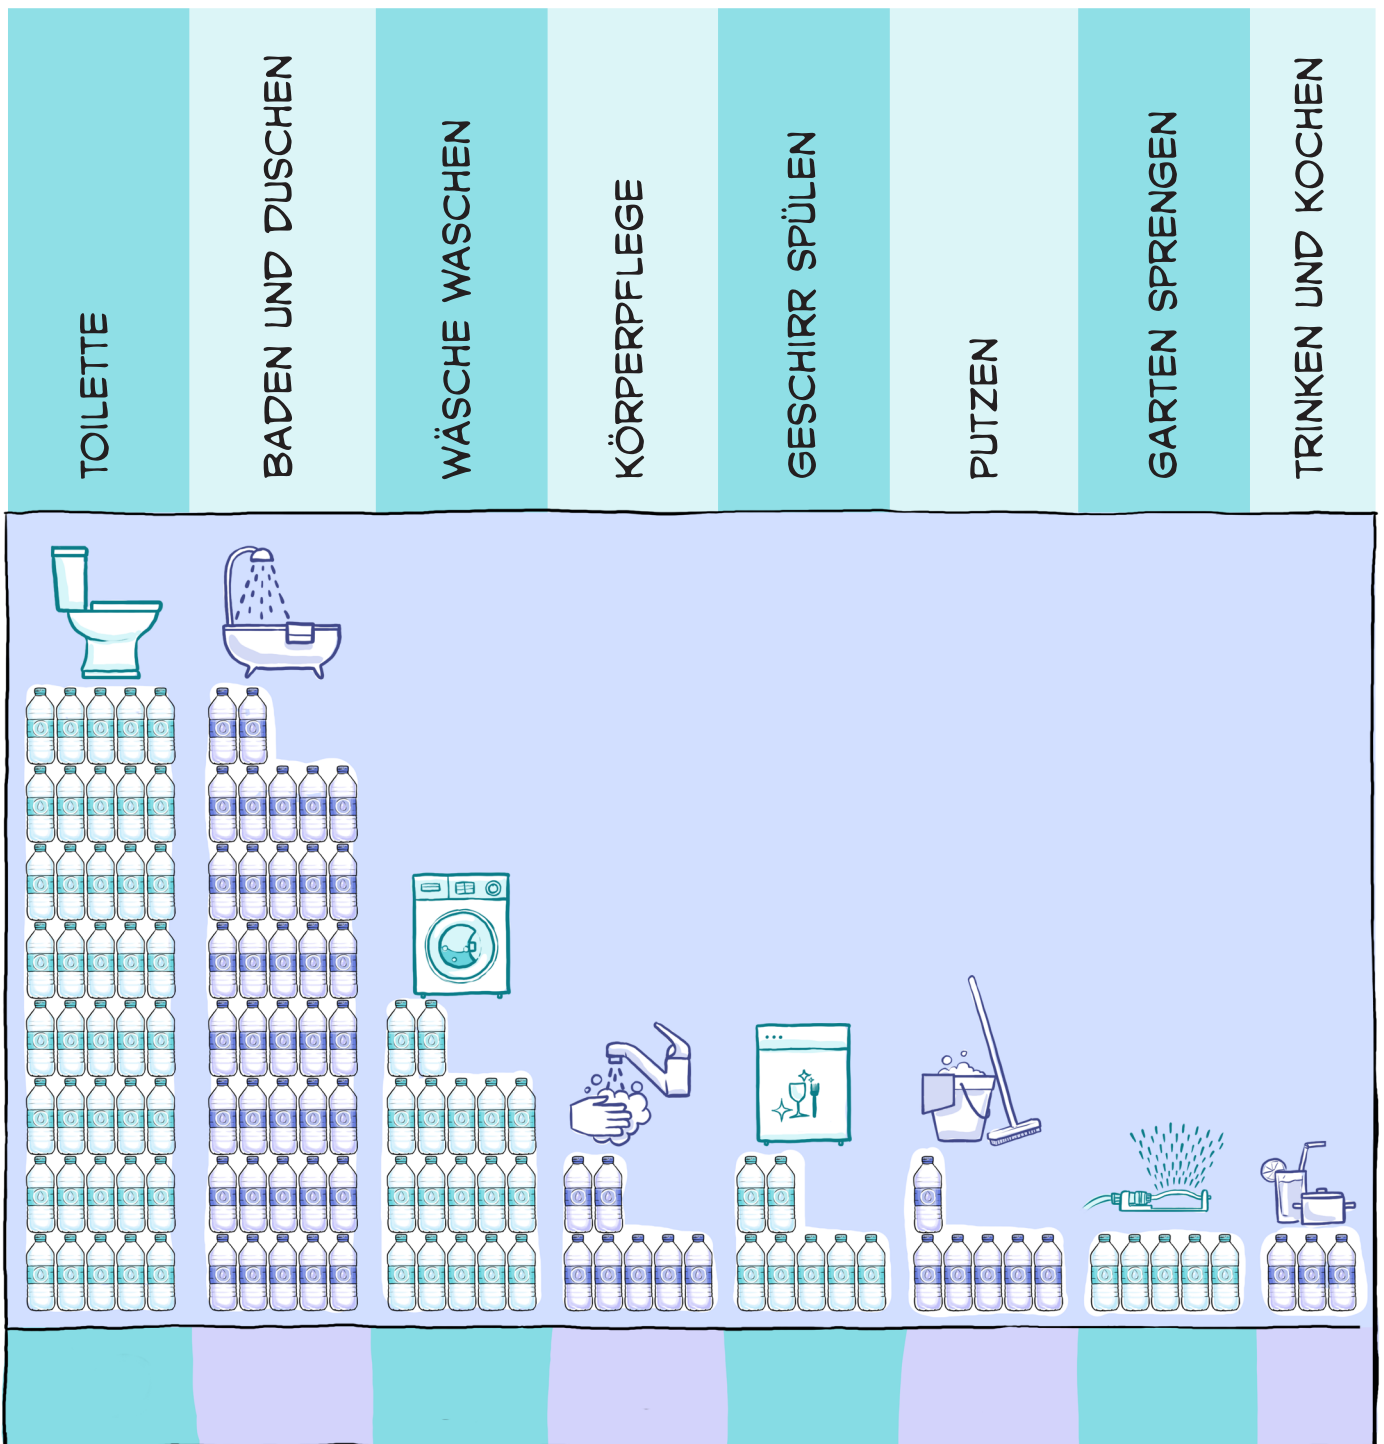 TOILETTE
BADEN UND DUSCHEN
WÄSCHE WASCHEN
KÖRPERPFLEGE
GESCHIRR SPÜLEN
PUTZEN
GARTEN SPRENGEN
TRINKEN UND KOCHEN